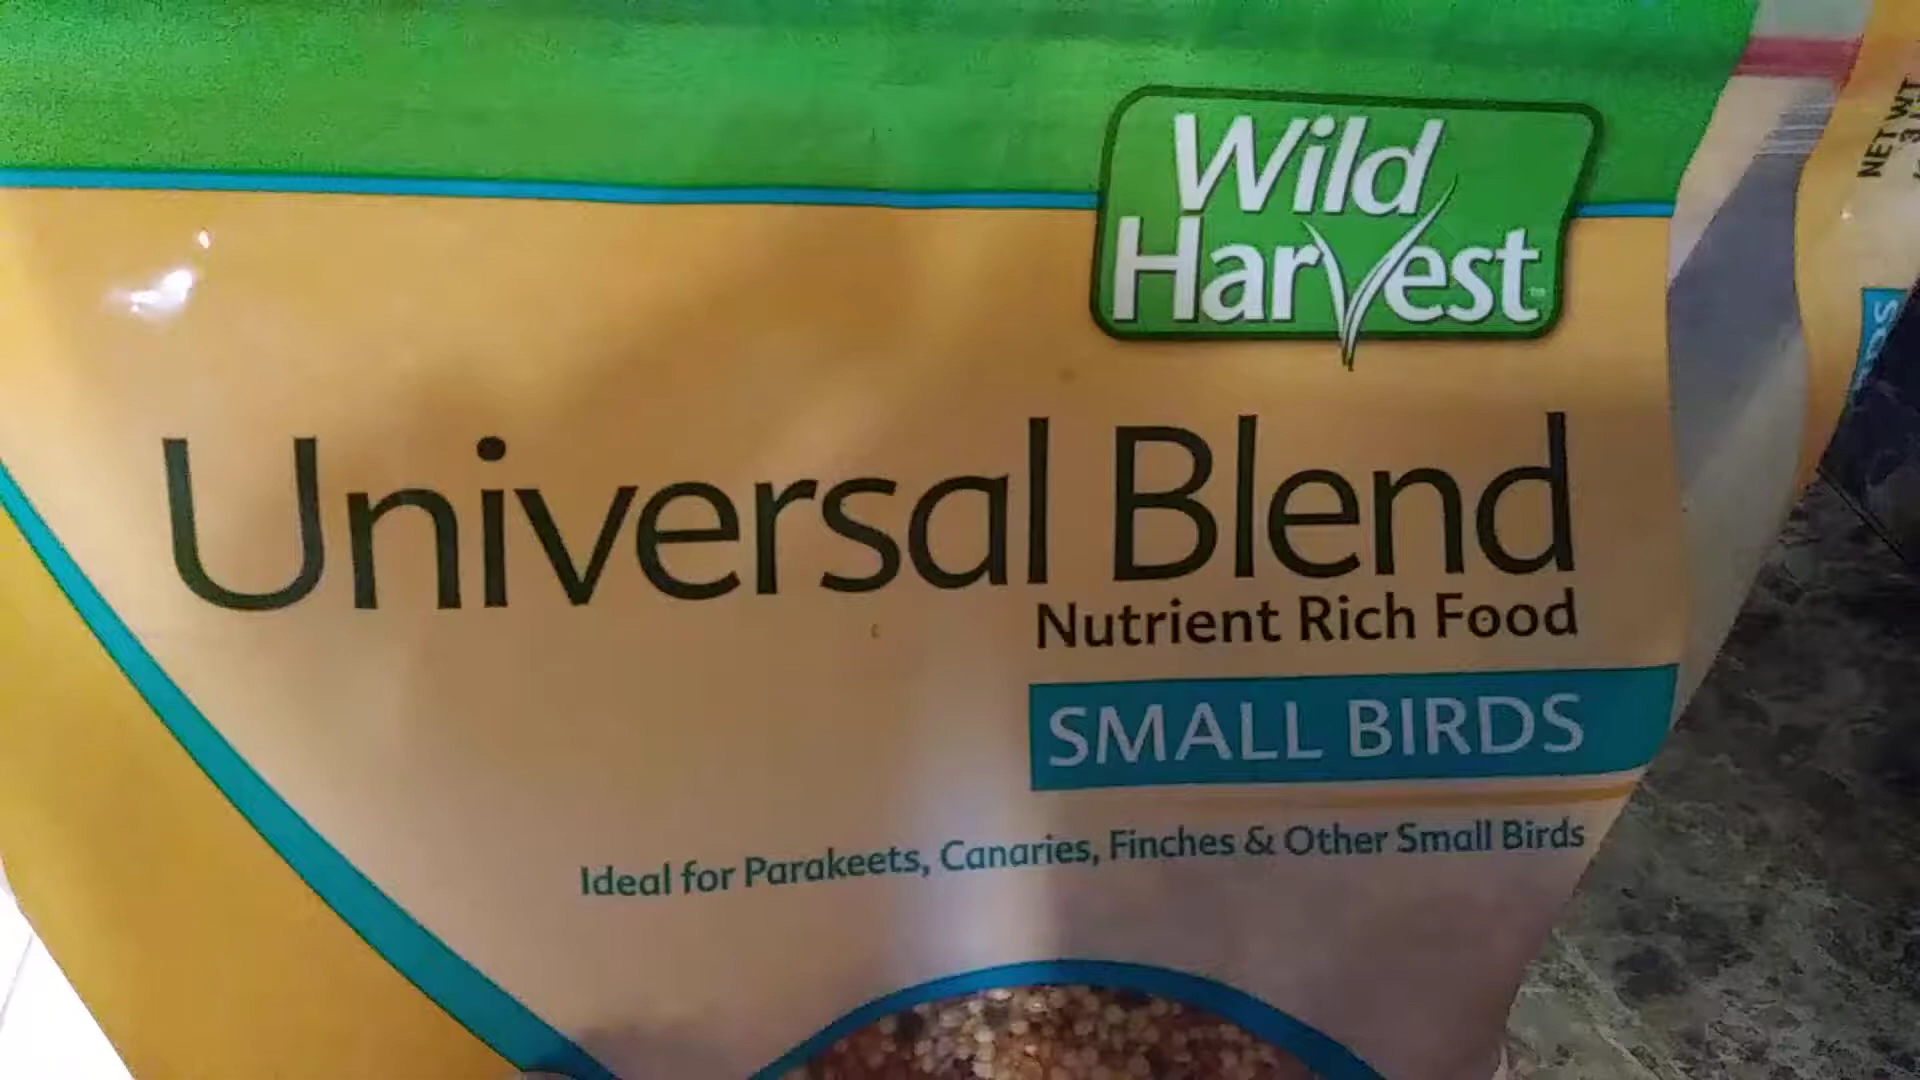 Wild
Harvest
Universal Blend
Nutrient Rich Food
SMALL BIRDS
Ideal for Parakeets, Canaries, Finches & Other Small Birds
NET WT